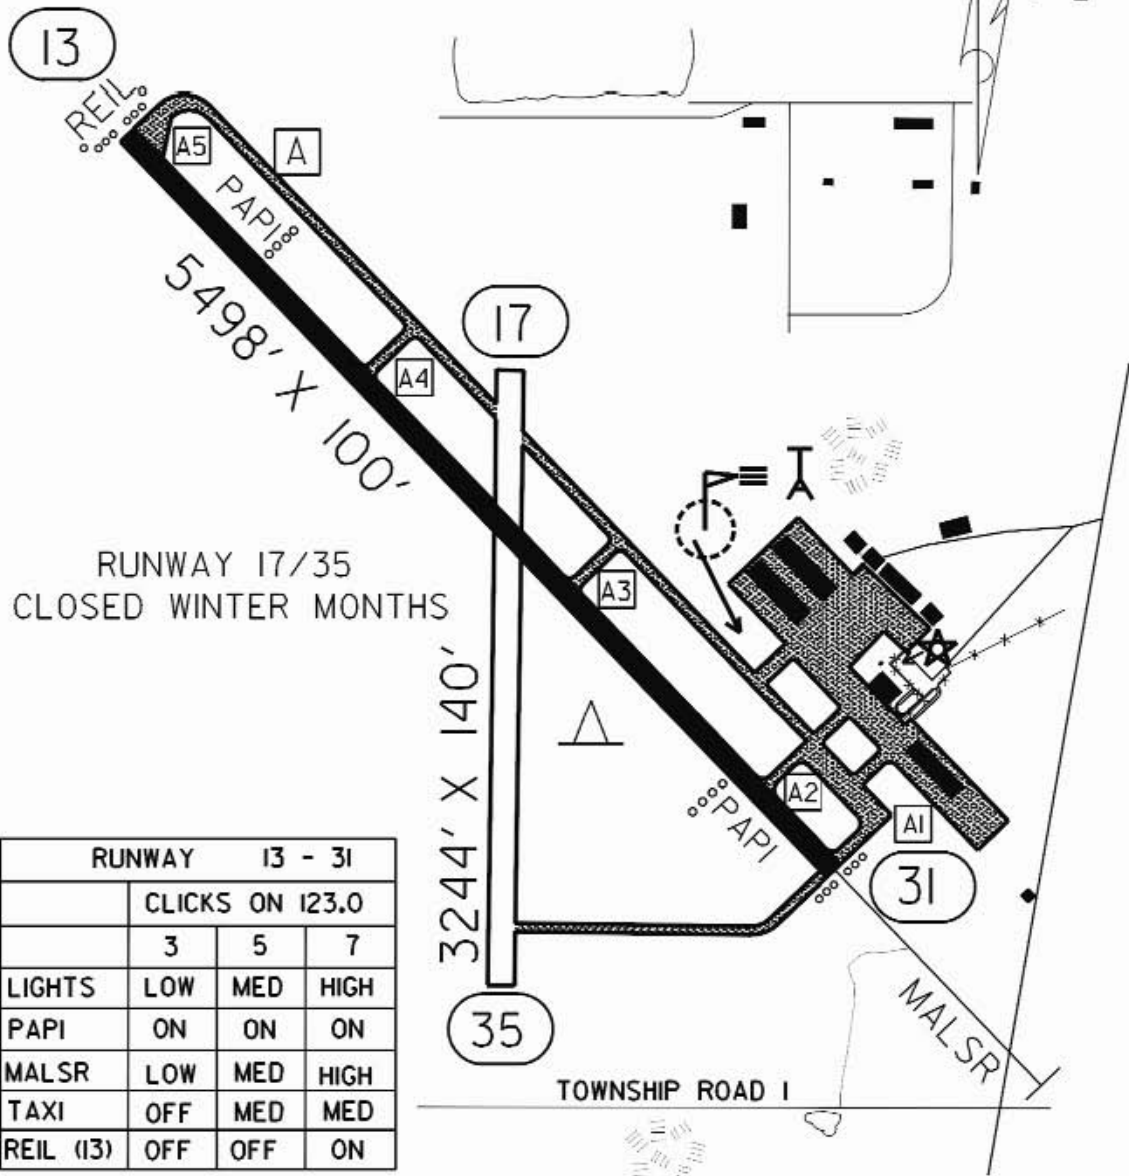 13
REIL
A5
A
PAPI
5498' X 100'
17
A4
RUNWAY 17/35
CLOSED WINTER MONTHS
A3
3244' X 140'
A2
PAPI
A1
31
RUNWAY 13 - 31
CLICKS ON 123.0
3 5 7
LIGHTS LOW MED HIGH
PAPI ON ON ON
MALSR LOW MED HIGH
TAXI OFF MED MED
REIL (13) OFF OFF ON
35
MALSR
TOWNSHIP ROAD 1